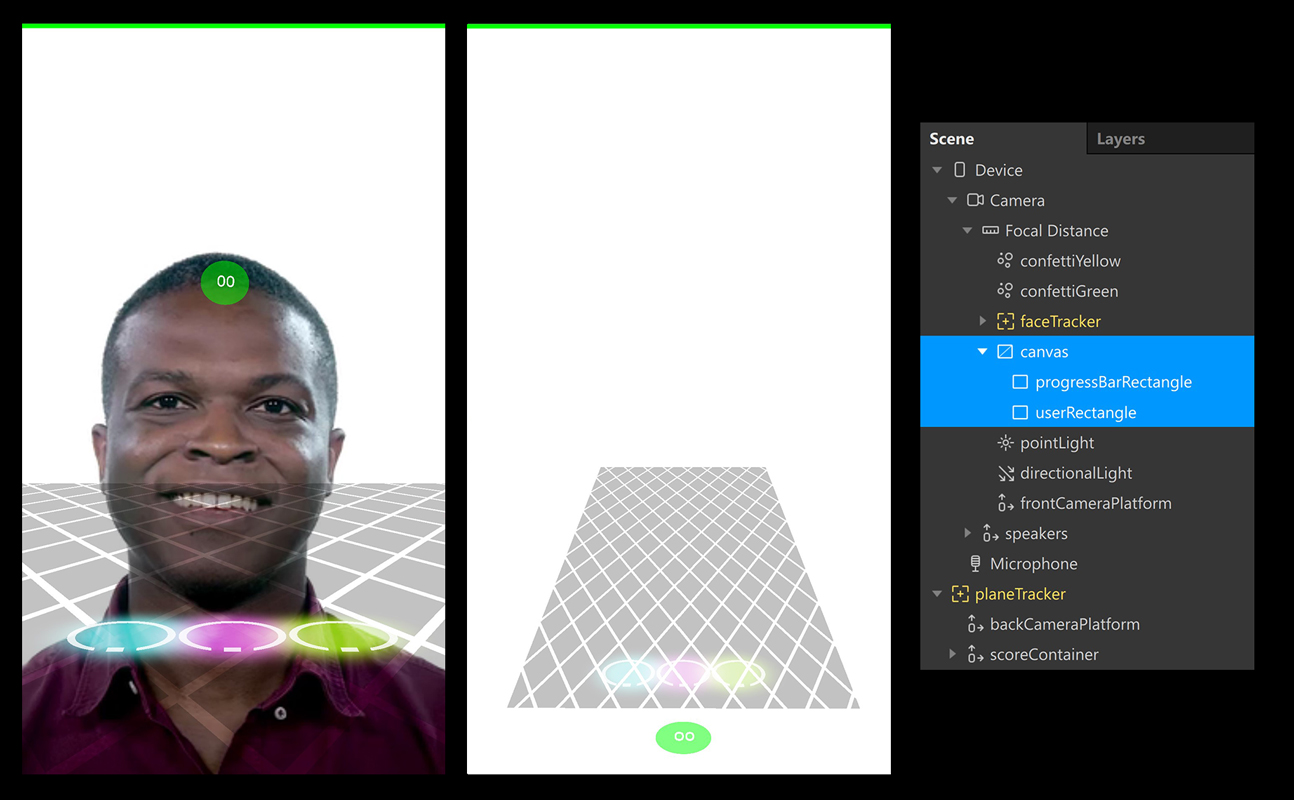 00
00
Scene
Layers
Device
Camera
Focal Distance
confettiYellow
confettiGreen
faceTracker
canvas
progressBarRectangle
userRectangle
pointLight
directionalLight
frontCameraPlatform
speakers
Microphone
planeTracker
backCameraPlatform
scoreContainer